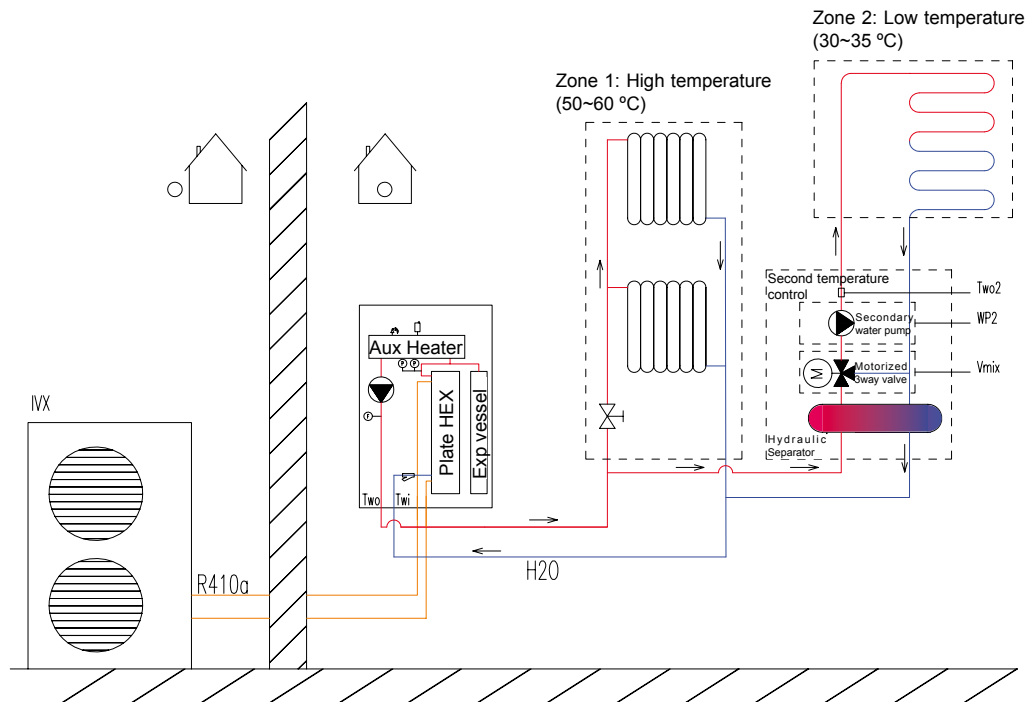 Zone 2: Low temperature
(30~35 ºC)
Zone 1: High temperature
(50~60 ºC)
Second temperature
control
Two2
Secondary
water pump
WP2
Motorized
3way valve
M
Vmix
Hydraulic
Separator
Aux Heater
P
P
F
Plate HEX
Exp vessel
Two
Twi
IVX
R410a
H2O